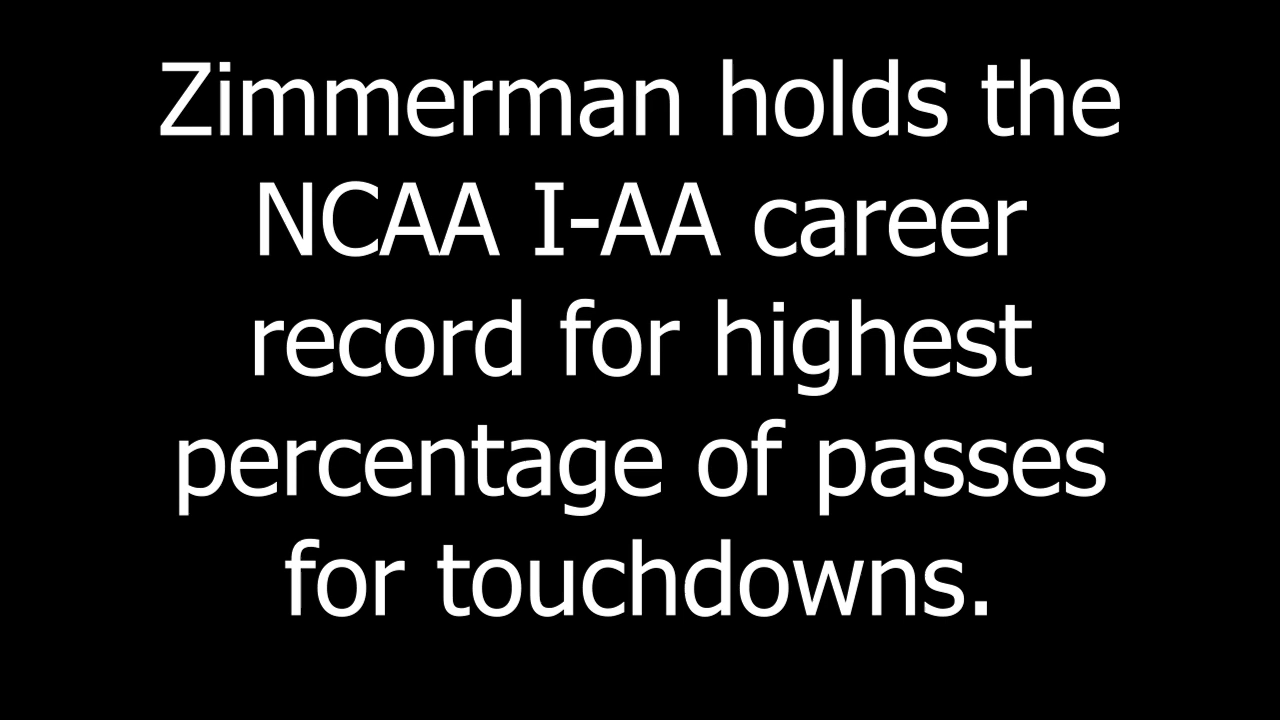 Zimmerman holds the
NCAA I-AA career
record for highest
percentage of passes
for touchdowns.